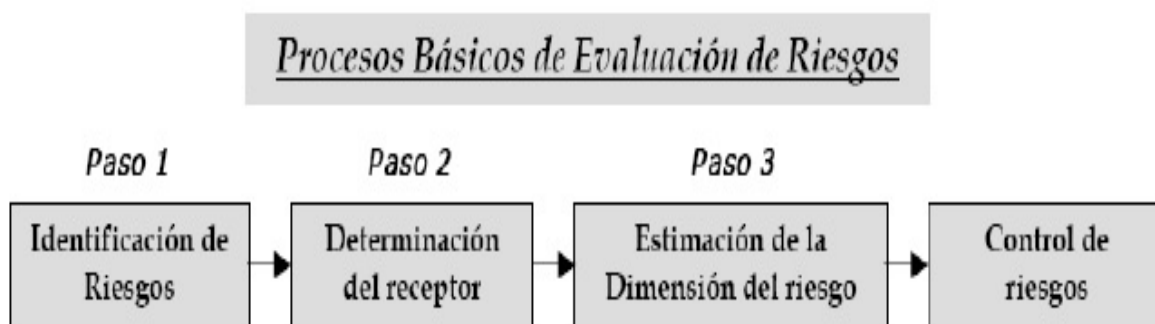 Procesos Básicos de Evaluación de Riesgos
Paso 1
Paso 2
Paso 3
Identificación de
Riesgos
Determinación
del receptor
Estimación de la
Dimensión del riesgo
Control de
riesgos